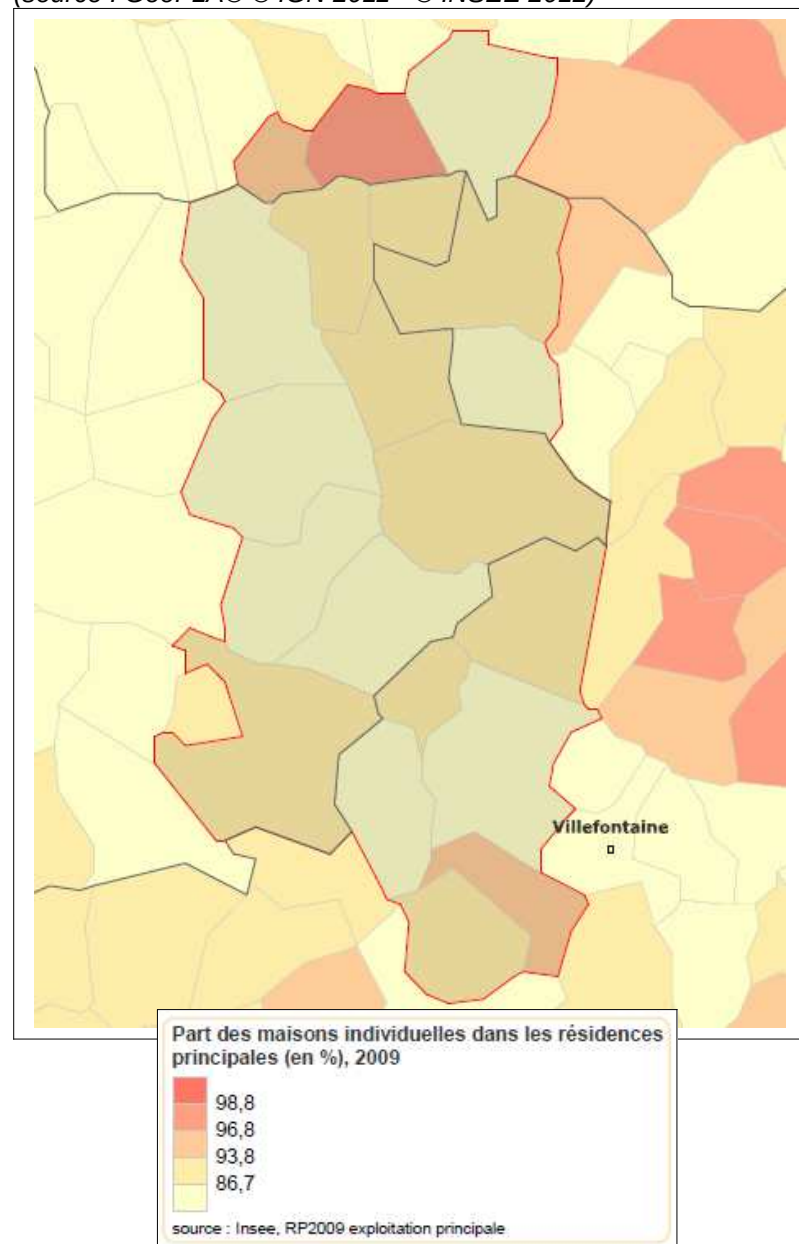 Villefontaine
Part des maisons individuelles dans les résidences
principales (en %), 2009
98,8
96,8
93,8
86,7
source : Insee, RP2009 exploitation principale